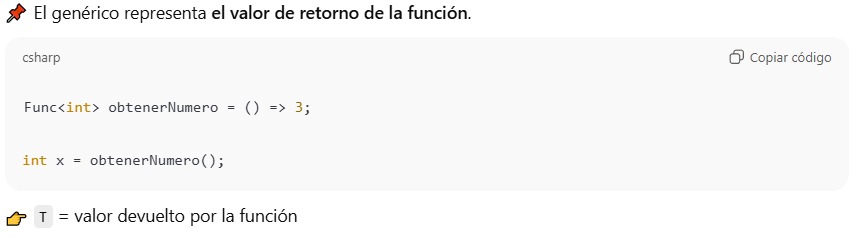 📌 El genérico representa el valor de retorno de la función.
csharp
Copiar código
Func<int> obtenerNumero = () => 3;
int x = obtenerNumero();
👉 T = valor devuelto por la función